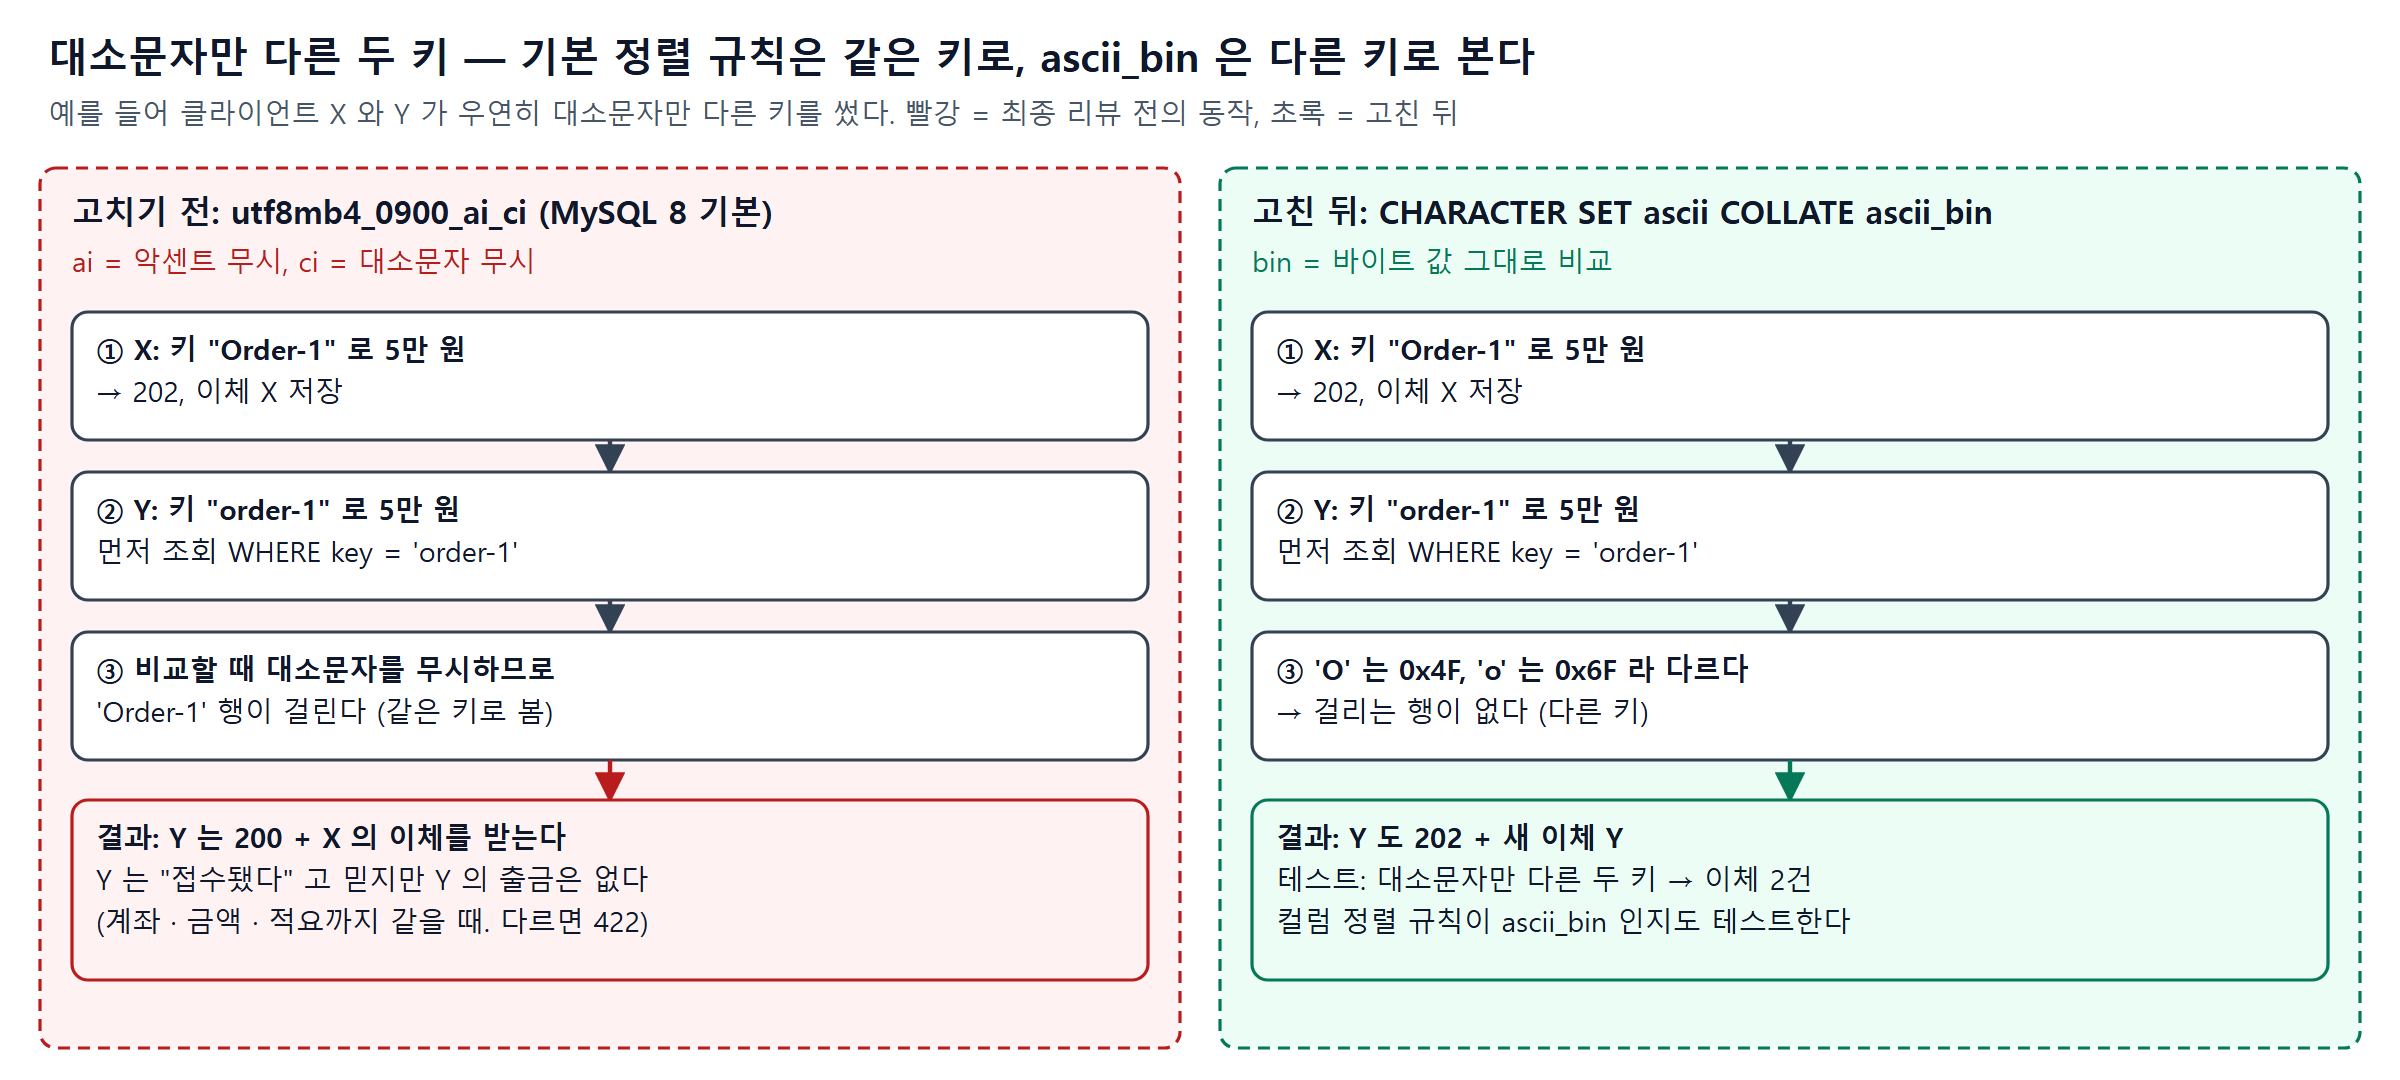 대소문자만 다른 두 키 — 기본 정렬 규칙은 같은 키로, ascii_bin 은 다른 키로 본다
예를 들어 클라이언트 X 와 Y 가 우연히 대소문자만 다른 키를 썼다. 빨강 = 최종 리뷰 전의 동작, 초록 = 고친 뒤
고치기 전: utf8mb4_0900_ai_ci (MySQL 8 기본)
ai = 악센트 무시, ci = 대소문자 무시
① X: 키 "Order-1" 로 5만 원
→ 202, 이체 X 저장
② Y: 키 "order-1" 로 5만 원
먼저 조회 WHERE key = 'order-1'
③ 비교할 때 대소문자를 무시하므로
'Order-1' 행이 걸린다 (같은 키로 봄)
결과: Y 는 200 + X 의 이체를 받는다
Y 는 "접수됐다" 고 믿지만 Y 의 출금은 없다
(계좌 · 금액 · 적요까지 같을 때. 다르면 422)
고친 뒤: CHARACTER SET ascii COLLATE ascii_bin
bin = 바이트 값 그대로 비교
① X: 키 "Order-1" 로 5만 원
→ 202, 이체 X 저장
② Y: 키 "order-1" 로 5만 원
먼저 조회 WHERE key = 'order-1'
③ 'O' 는 0x4F, 'o' 는 0x6F 라 다르다
→ 걸리는 행이 없다 (다른 키)
결과: Y 도 202 + 새 이체 Y
테스트: 대소문자만 다른 두 키 → 이체 2건
컬럼 정렬 규칙이 ascii_bin 인지도 테스트한다